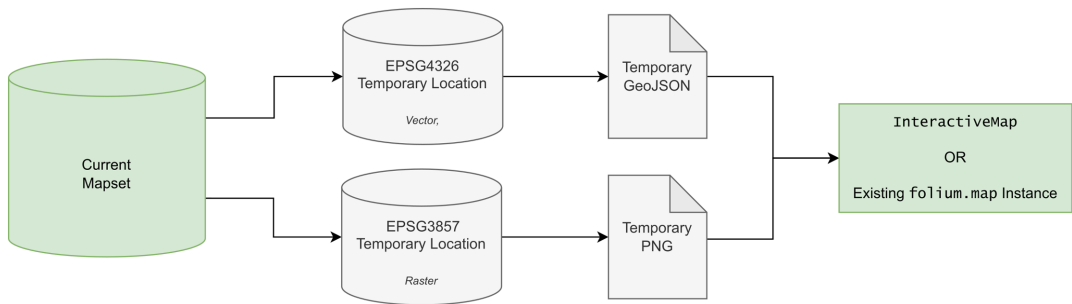 Current
Mapset
EPSG4326
Temporary Location
Vector,
Temporary
GeoJSON
EPSG3857
Temporary Location
Raster
Temporary
PNG
InteractiveMap
OR
Existing folium.map Instance